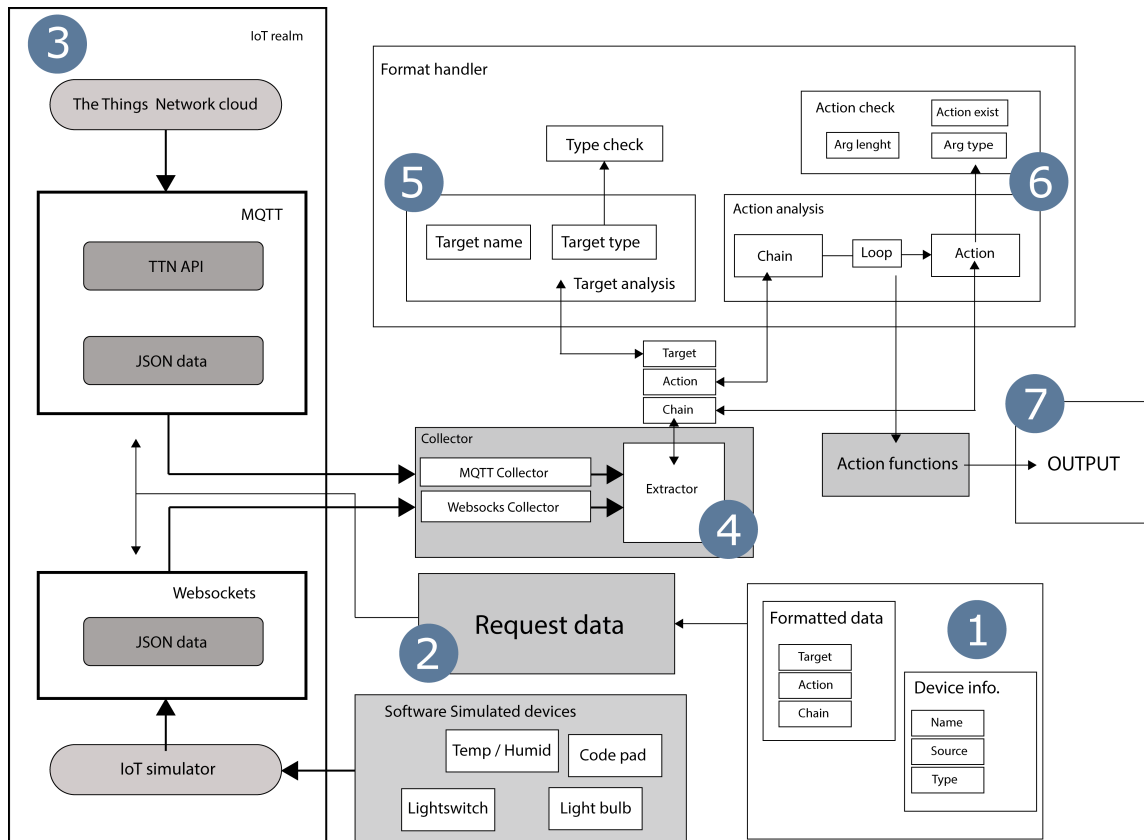 3
IoT realm
The Things Network cloud
MQTT
TTN API
JSON data
Websockets
JSON data
IoT simulator
Format handler
Type check
5
Target name
Target type
Target analysis
Action check
Action exist
Arg lenght
Arg type
6
Action analysis
Chain
Loop
Action
Target
Action
Chain
Collector
MQTT Collector
Websocks Collector
Extractor
4
Action functions
7
OUTPUT
Request data
2
1
Formatted data
Target
Action
Chain
Device info.
Name
Source
Type
Software Simulated devices
Temp / Humid
Code pad
Lightswitch
Light bulb